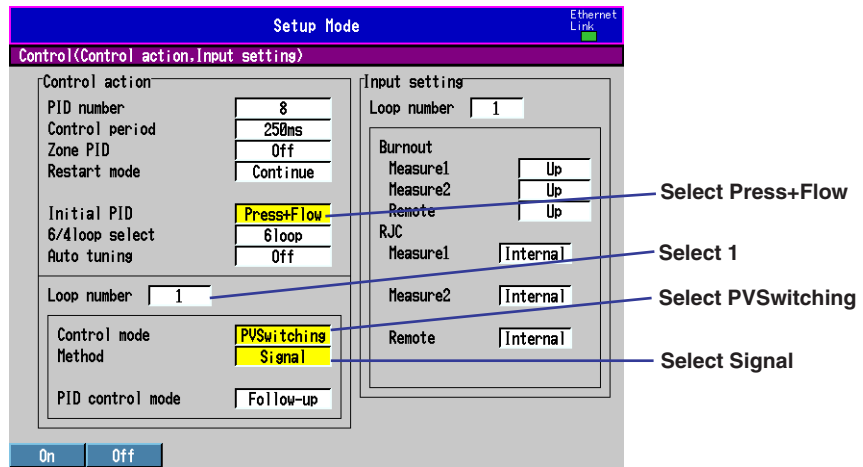 Setup Mode
Ethernet
Link
Control(Control action,Input setting)
Control action
PID number 8
Control period 250ms
Zone PID Off
Restart mode Continue
Initial PID Press+Flow
6/4loop select 6loop
Auto tuning Off
Loop number 1
Control mode PVSwitching
Method Signal
PID control mode Follow-up
Input setting
Loop number 1
Burnout
Measure1 Up
Measure2 Up
Remote Up
RJC
Measure1 Internal
Measure2 Internal
Remote Internal
Select Press+Flow
Select 1
Select PVSwitching
Select Signal
On Off